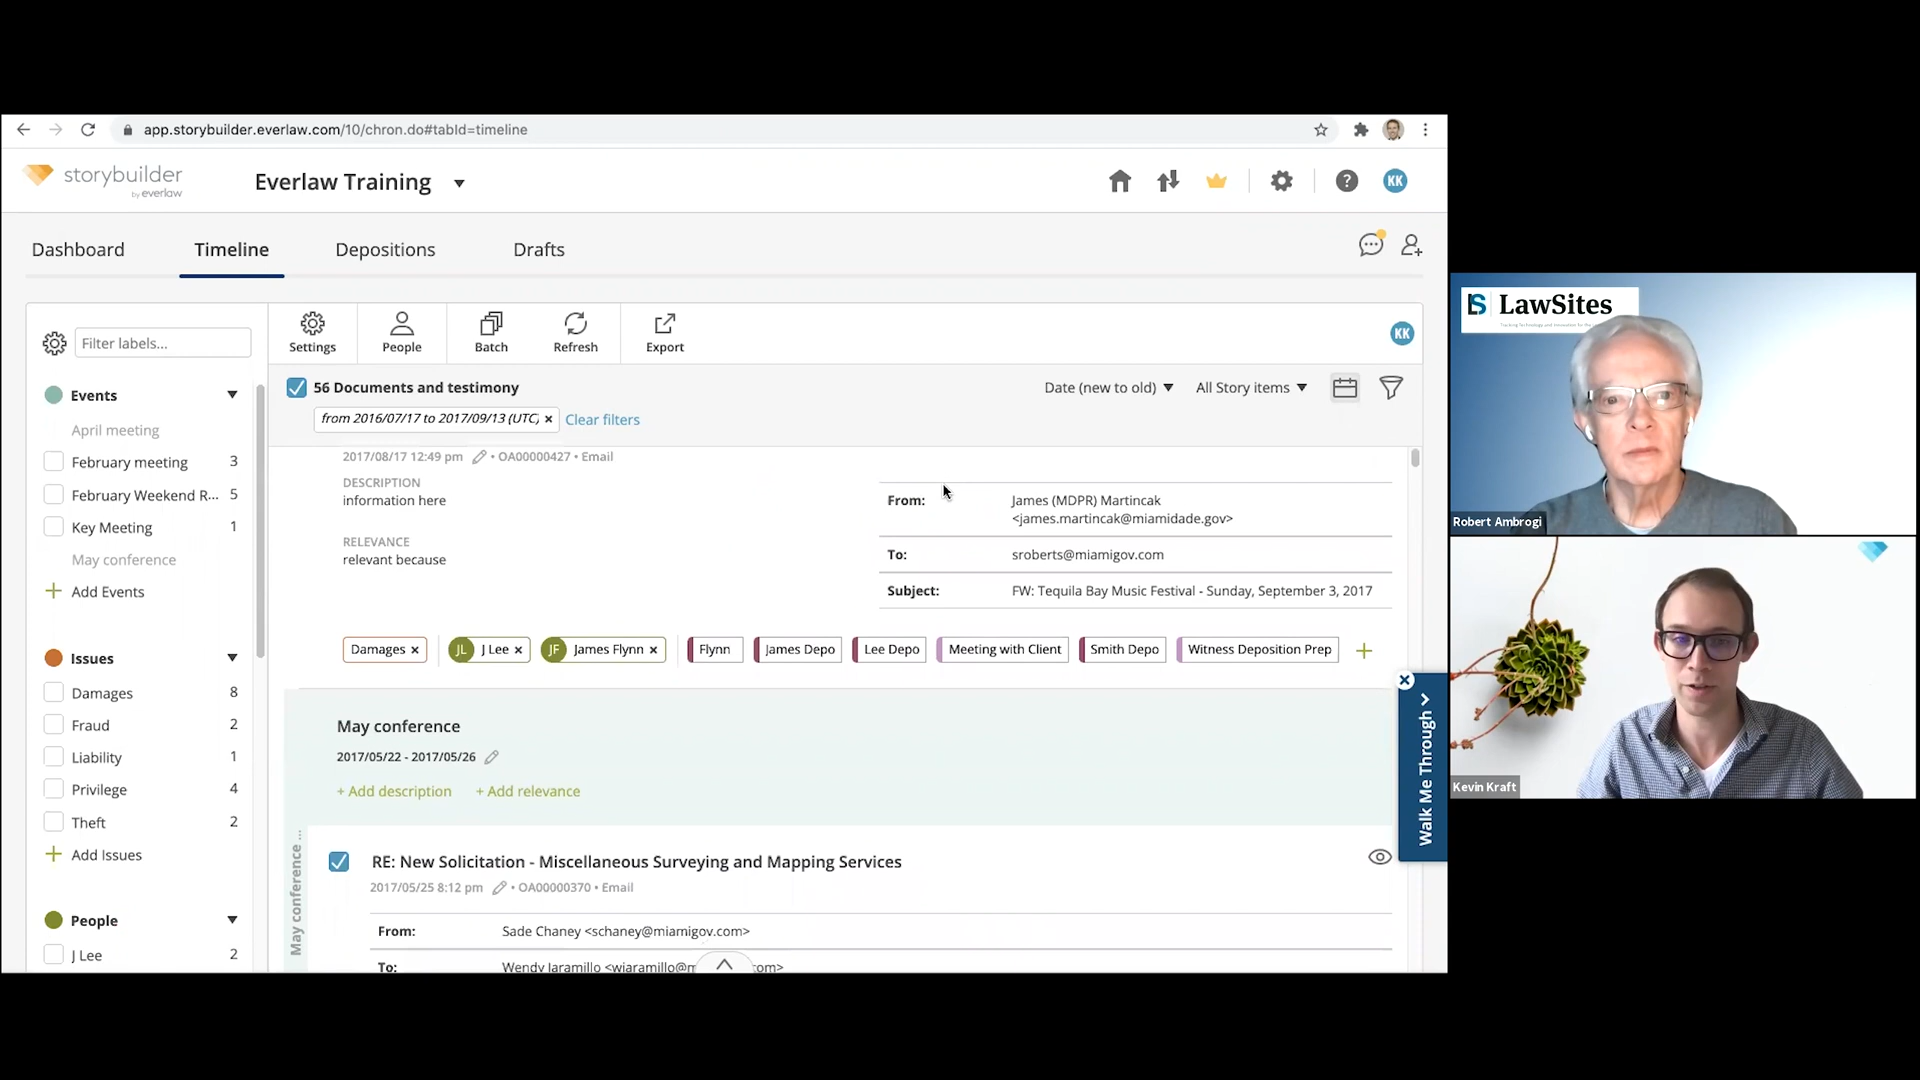 app.storybuilder.everlaw.com/10/chron.do#tabId=timeline
storybuilder
by everlaw
Everlaw Training
KK
Dashboard
Timeline
Depositions
Drafts
Filter labels...
Events
April meeting
February meeting 3
February Weekend R... 5
Key Meeting 1
May conference
Add Events
Issues
Damages 8
Fraud 2
Liability 1
Privilege 4
Theft 2
Add Issues
People
J Lee 2
Settings
People
Batch
Refresh
Export
KK
56 Documents and testimony
Date (new to old)
All Story items
from 2016/07/17 to 2017/09/13 (UTC) ×
Clear filters
2017/08/17 12:49 pm • OA00000427 • Email
DESCRIPTION
information here
RELEVANCE
relevant because
From: James (MDPR) Martincak
<james.martincak@miamidade.gov>
To: sroberts@miamigov.com
Subject: FW: Tequila Bay Music Festival - Sunday, September 3, 2017
Damages ×
JL J Lee ×
JF James Flynn ×
Flynn
James Depo
Lee Depo
Meeting with Client
Smith Depo
Witness Deposition Prep
May conference
2017/05/22 - 2017/05/26
+ Add description
+ Add relevance
May conference ...
RE: New Solicitation - Miscellaneous Surveying and Mapping Services
2017/05/25 8:12 pm • OA00000370 • Email
From: Sade Chaney <schaney@miamigov.com>
To: Wendy Jaramillo
Walk Me Through
LS LawSites
Robert Ambrogi
Kevin Kraft